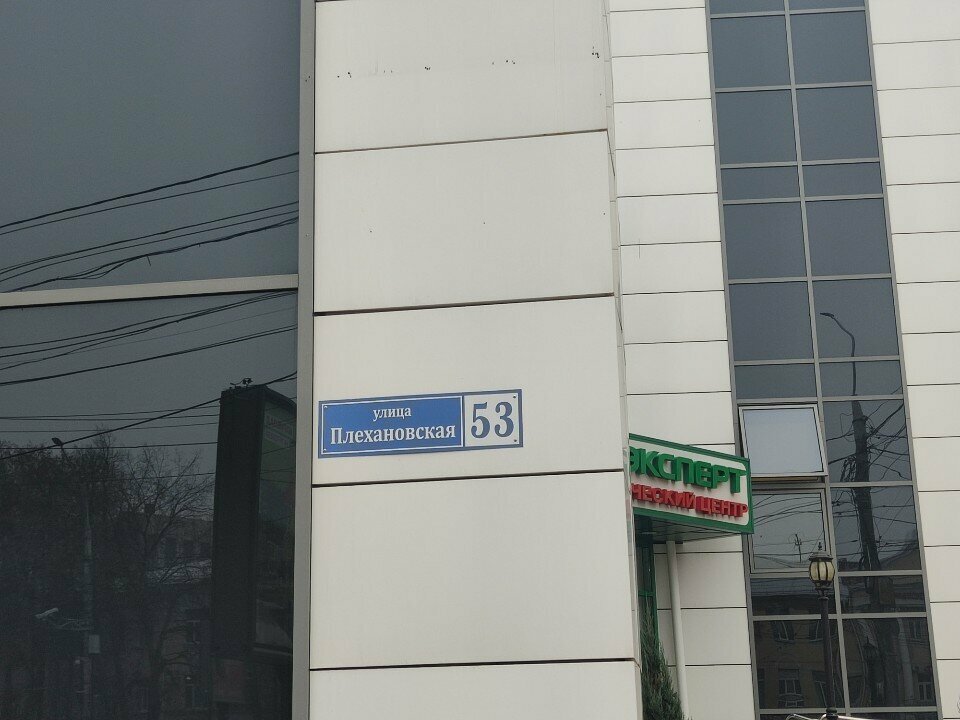 улица
Плехановская
53
ЭКСПЕРТ
ЧЕСКИЙ ЦЕНТР